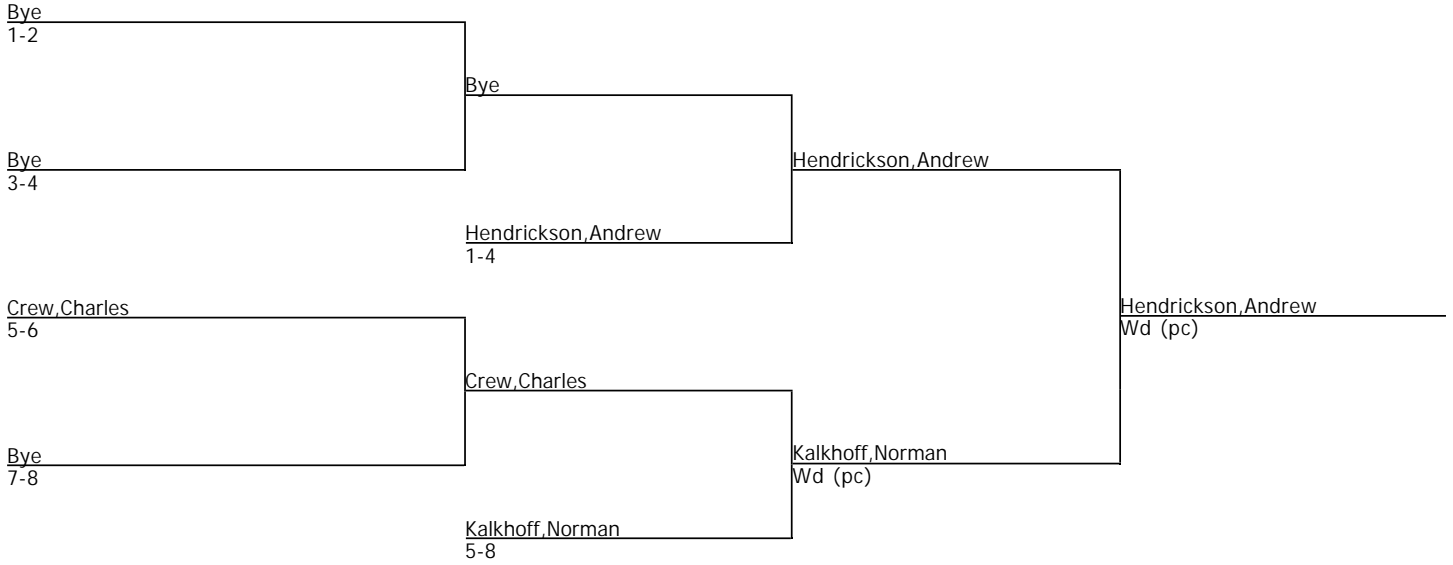 Bye
1-2
Bye
Bye
3-4
Hendrickson,Andrew
Hendrickson,Andrew
1-4
Crew,Charles
5-6
Hendrickson,Andrew
Wd (pc)
Crew,Charles
Bye
7-8
Kalkhoff,Norman
Wd (pc)
Kalkhoff,Norman
5-8